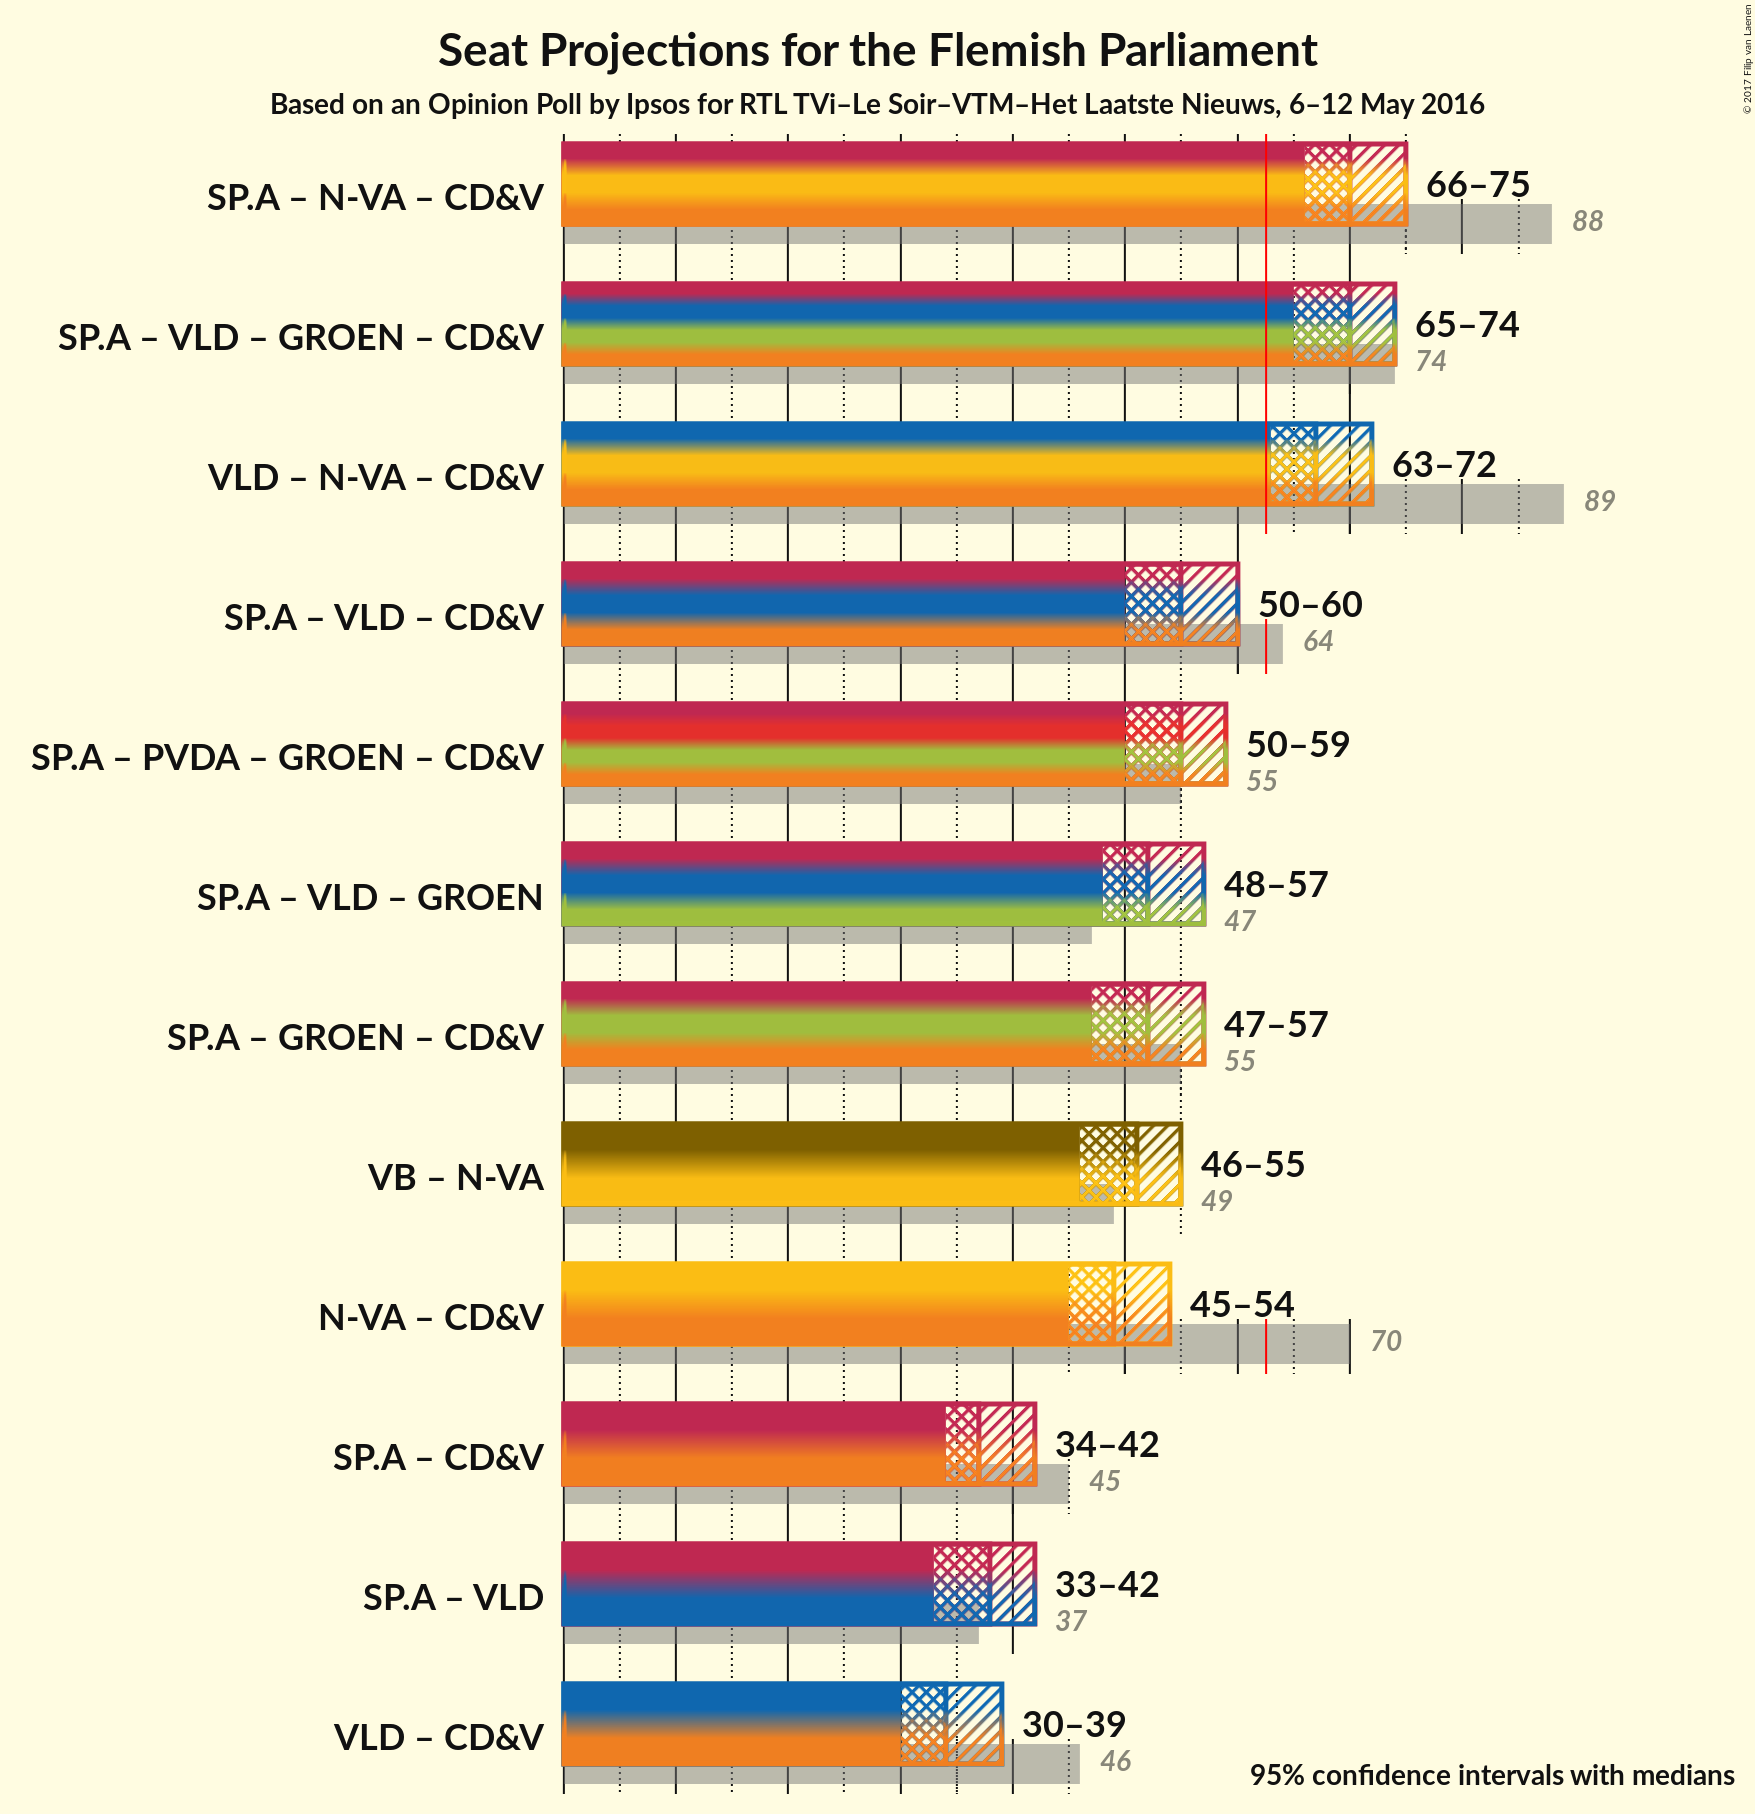 Seat Projections for the Flemish Parliament
Based on an Opinion Poll by Ipsos for RTL TVi–Le Soir–VTM–Het Laatste Nieuws, 6–12 May 2016
© 2017 Filip van Laenen
SP.A – N-VA – CD&V
66–75
88
SP.A – VLD – GROEN – CD&V
65–74
74
VLD – N-VA – CD&V
63–72
89
SP.A – VLD – CD&V
50–60
64
SP.A – PVDA – GROEN – CD&V
50–59
55
SP.A – VLD – GROEN
48–57
47
SP.A – GROEN – CD&V
47–57
55
VB – N-VA
46–55
49
N-VA – CD&V
45–54
70
SP.A – CD&V
34–42
45
SP.A – VLD
33–42
37
VLD – CD&V
30–39
46
95% confidence intervals with medians